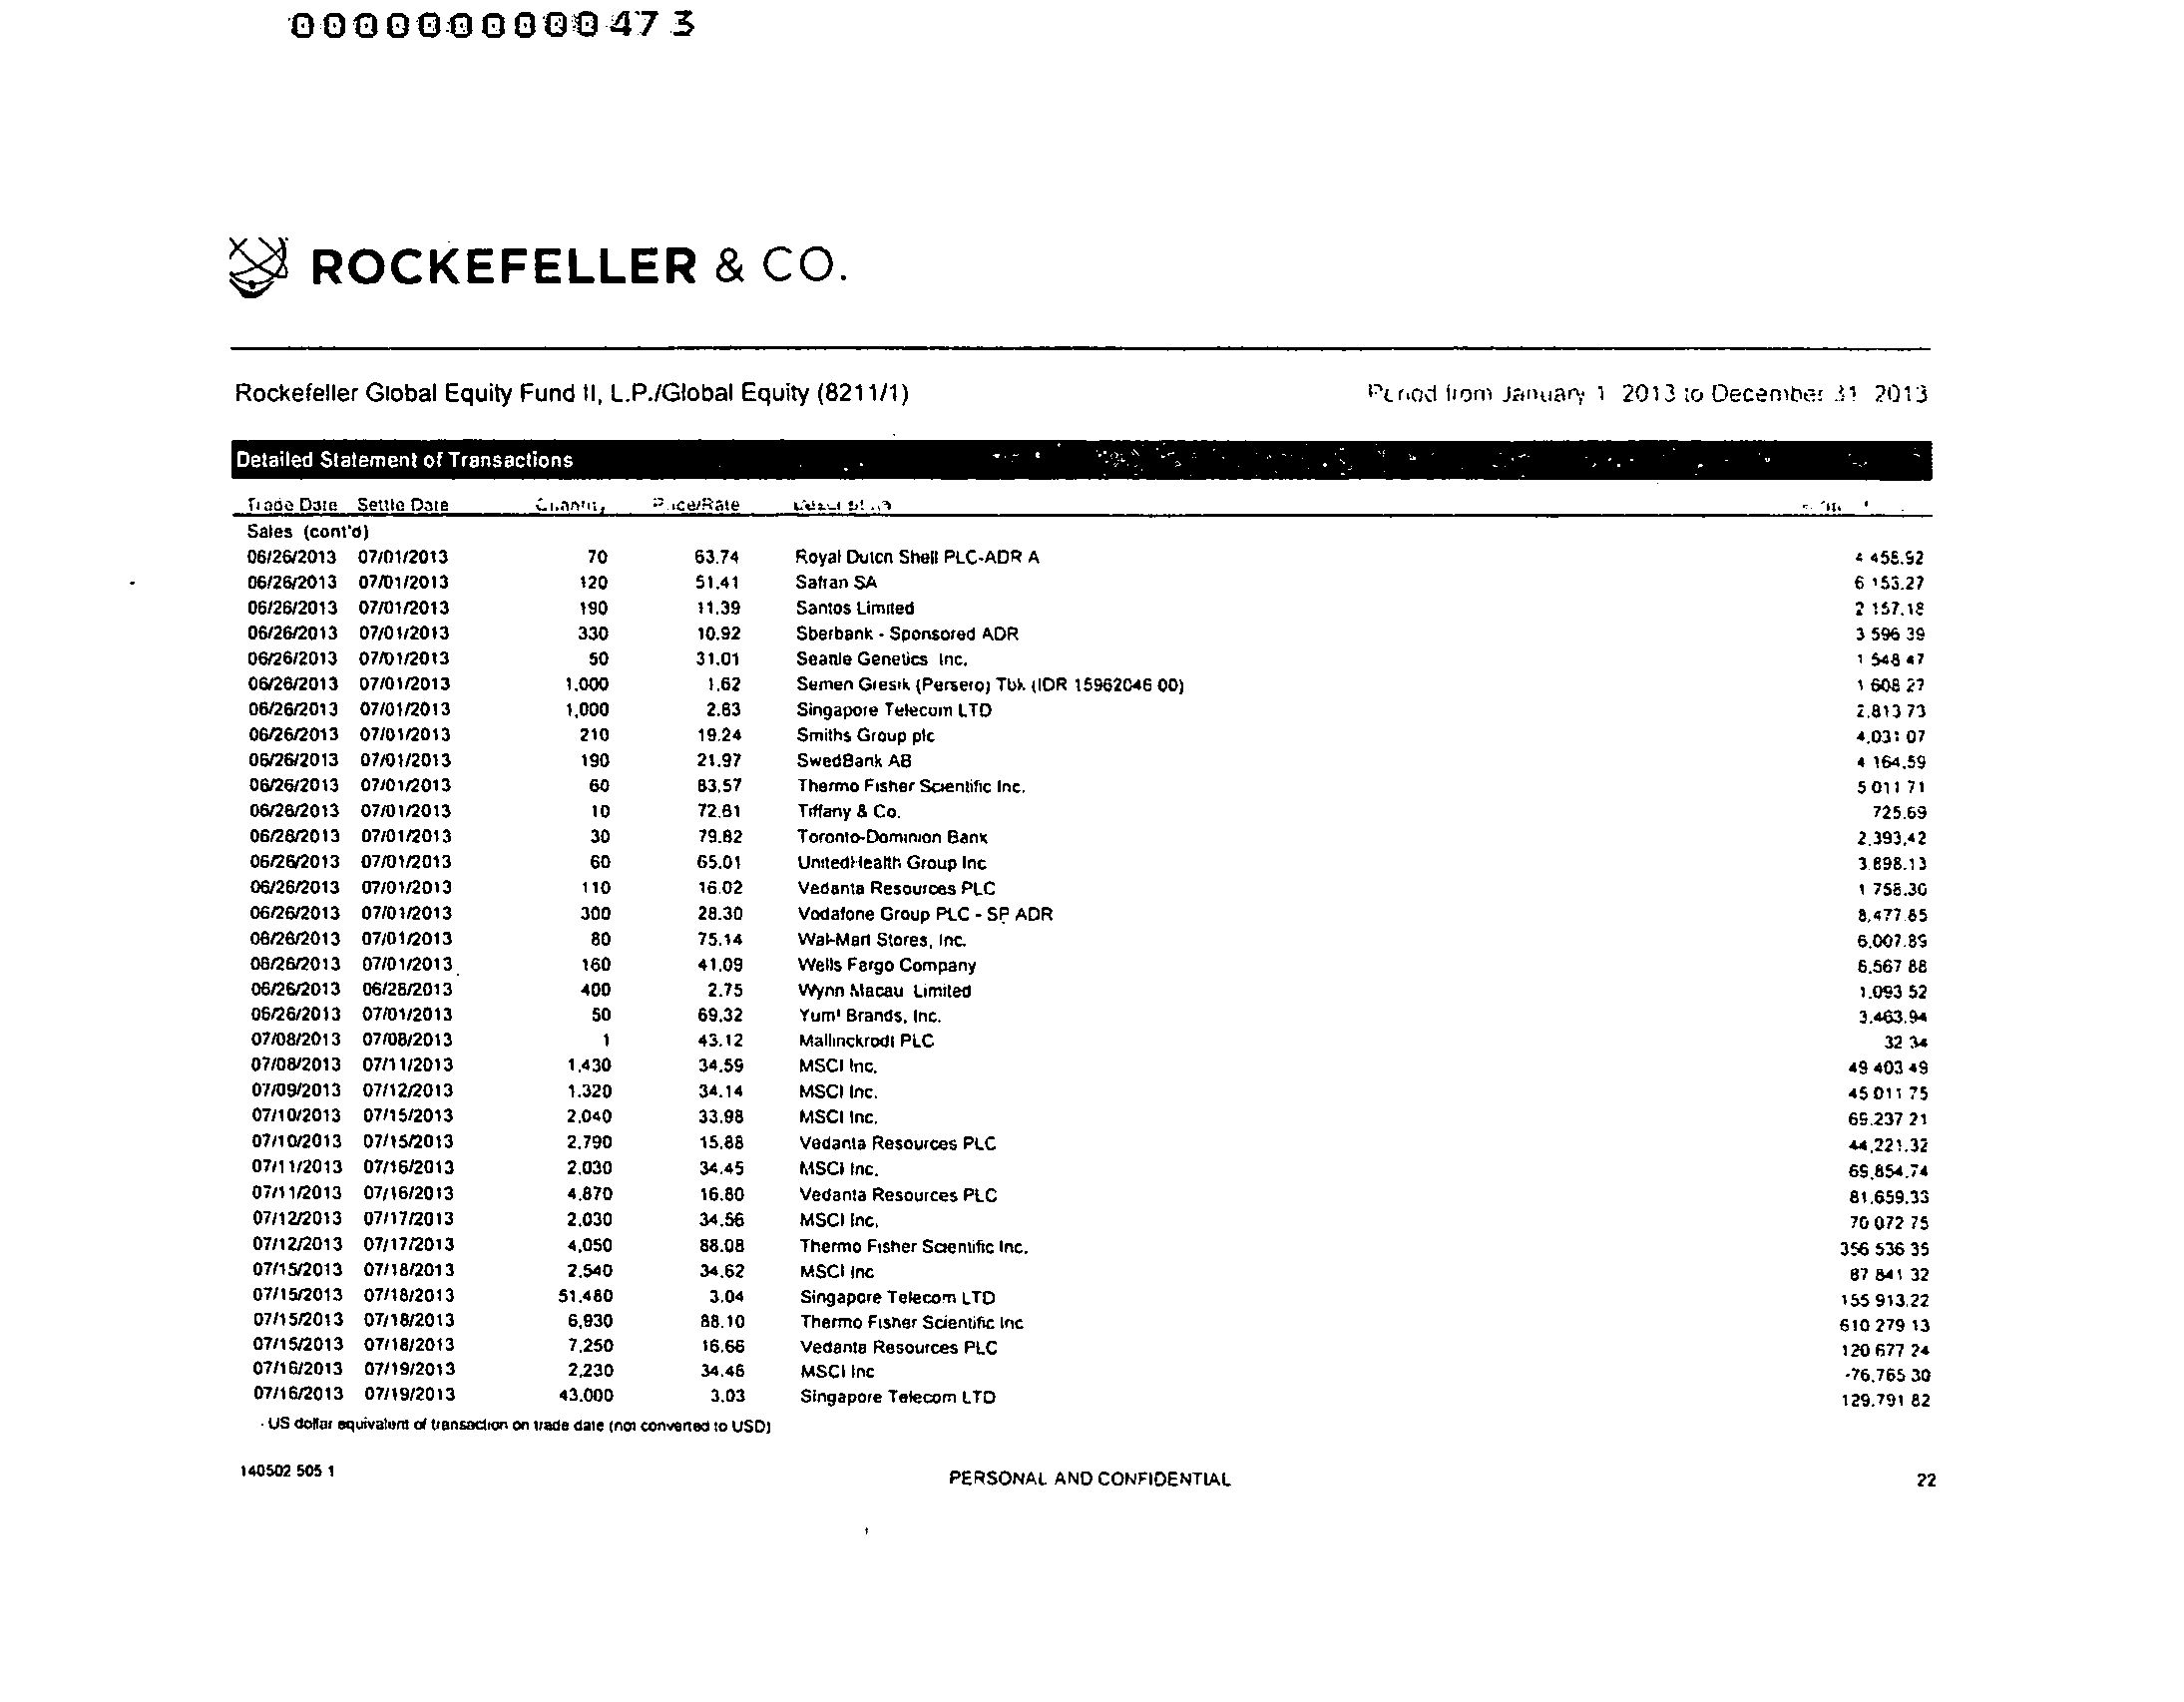 0000000000473
ROCKEFELLER & CO.
Rockefeller Global Equity Fund II, L.P./Global Equity (8211/1) Period from January 1 2013 to December 31 2013
Detailed Statement of Transactions
Trade Date Settle Date Quantity Price/Rate
Sales (cont'd)
06/26/2013 07/01/2013 70 63.74 Royal Dutch Shell PLC-ADR A 4 458.92
06/26/2013 07/01/2013 120 51.41 Safran SA 6 153.27
06/26/2013 07/01/2013 190 11.39 Santos Limited 2 157.18
06/26/2013 07/01/2013 330 10.92 Sberbank - Sponsored ADR 3 596 39
06/26/2013 07/01/2013 50 31.01 Seattle Genetics Inc. 1 548 47
06/26/2013 07/01/2013 1,000 1.62 Semen Gresik (Persero) Tbk (IDR 15962046 00) 1 608 27
06/26/2013 07/01/2013 1,000 2.83 Singapore Telecom LTD 2,813 73
06/26/2013 07/01/2013 210 19.24 Smiths Group plc 4,031 07
06/26/2013 07/01/2013 190 21.97 SwedBank AB 4 164.59
06/26/2013 07/01/2013 60 83.57 Thermo Fisher Scientific Inc. 5 011 71
06/26/2013 07/01/2013 10 72.61 Tiffany & Co. 725.69
06/26/2013 07/01/2013 30 79.82 Toronto-Dominion Bank 2,393.42
06/26/2013 07/01/2013 60 65.01 UnitedHealth Group Inc 3.898.13
06/26/2013 07/01/2013 110 16.02 Vedanta Resources PLC 1 758.30
06/26/2013 07/01/2013 300 28.30 Vodafone Group PLC - SP ADR 8,477.85
06/26/2013 07/01/2013 80 75.14 Wal-Mart Stores, Inc. 6,007.89
06/26/2013 07/01/2013 160 41.09 Wells Fargo Company 6,567 88
06/26/2013 06/28/2013 400 2.75 Wynn Macau Limited 1.093 52
06/26/2013 07/01/2013 50 69.32 Yum! Brands, Inc. 3,463.94
07/08/2013 07/08/2013 1 43.12 Mallinckrodt PLC 32 34
07/08/2013 07/11/2013 1,430 34.59 MSCI Inc. 49 403 49
07/09/2013 07/12/2013 1.320 34.14 MSCI Inc. 45 011 75
07/10/2013 07/15/2013 2,040 33.98 MSCI Inc. 69.237 21
07/10/2013 07/15/2013 2,790 15.88 Vedanta Resources PLC 44,221.32
07/11/2013 07/16/2013 2,030 34.45 MSCI Inc. 69,854.74
07/11/2013 07/16/2013 4,870 16.80 Vedanta Resources PLC 81.659.33
07/12/2013 07/17/2013 2,030 34.56 MSCI Inc. 70 072 75
07/12/2013 07/17/2013 4,050 88.08 Thermo Fisher Scientific Inc. 356 536 35
07/15/2013 07/18/2013 2,540 34.62 MSCI Inc 87 841 32
07/15/2013 07/18/2013 51,480 3.04 Singapore Telecom LTD 155 913.22
07/15/2013 07/18/2013 6,930 88.10 Thermo Fisher Scientific Inc 610 279 13
07/15/2013 07/18/2013 7,250 16.66 Vedanta Resources PLC 120 677 24
07/16/2013 07/19/2013 2,230 34.46 MSCI Inc -76,765 30
07/16/2013 07/19/2013 43,000 3.03 Singapore Telecom LTD 129,791 82
· US dollar equivalent of transaction on trade date (not converted to USD)
140502 505 1 PERSONAL AND CONFIDENTIAL 22